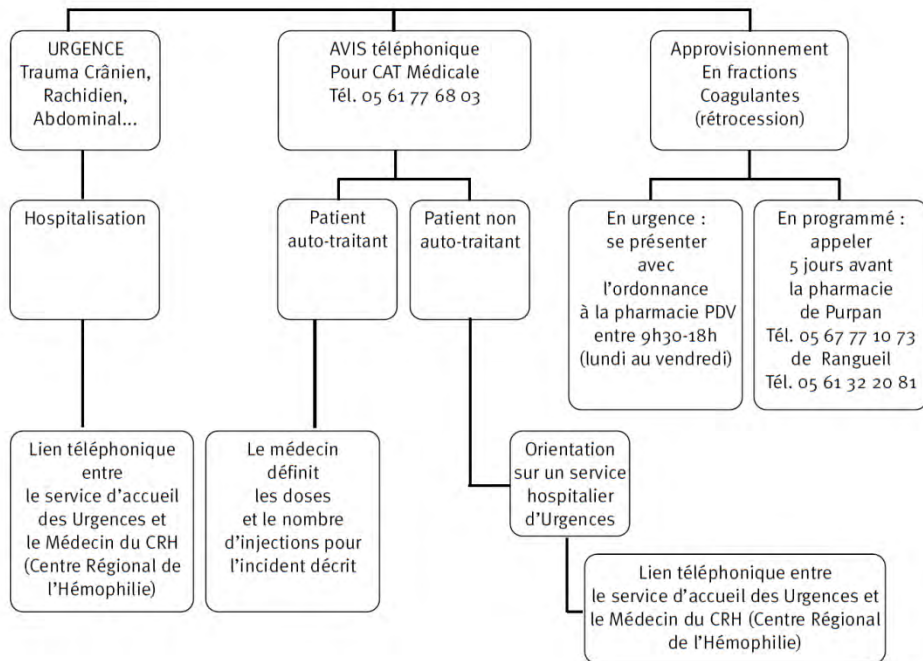 URGENCE
Trauma Crânien,
Rachidien,
Abdominal...
AVIS téléphonique
Pour CAT Médicale
Tél. 05 61 77 68 03
Approvisionnement
En fractions
Coagulantes
(rétrocession)
Hospitalisation
Patient
auto-traitant
Patient non
auto-traitant
En urgence :
se présenter
avec
l'ordonnance
à la pharmacie PDV
entre 9h30-18h
(lundi au vendredi)
En programmé :
appeler
5 jours avant
la pharmacie
de Purpan
Tél. 05 67 77 10 73
de Rangueil
Tél. 05 61 32 20 81
Lien téléphonique
entre
le service d'accueil
des Urgences et
le Médecin du CRH
(Centre Régional de
l'Hémophilie)
Le médecin
définit
les doses
et le nombre
d'injections pour
l'incident décrit
Orientation
sur un service
hospitalier
d'Urgences
Lien téléphonique entre
le service d'accueil des Urgences et
le Médecin du CRH (Centre Régional
de l'Hémophilie)